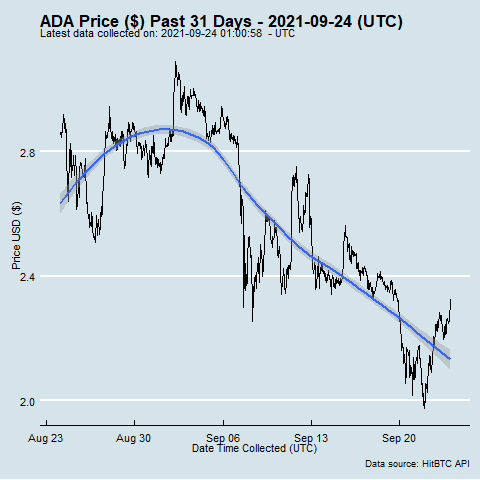 ADA Price ($) Past 31 Days - 2021-09-24 (UTC)
Latest data collected on: 2021-09-24 01:00:58 - UTC
Price USD ($)
2.8
2.4
2.0
Aug 23 Aug 30 Sep 06 Sep 13 Sep 20
Date Time Collected (UTC)
Data source: HitBTC API